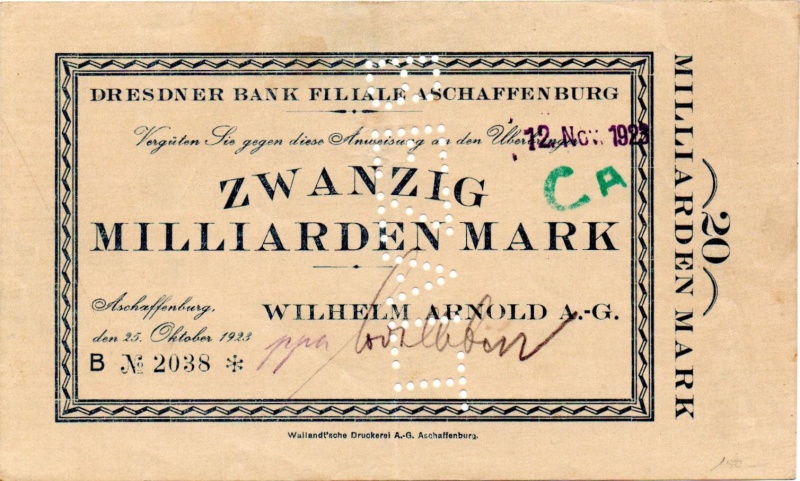 DRESDNER BANK FILIALE ASCHAFFENBURG
Vergüten Sie gegen diese Anweisung an den Überbringer
12. Nov. 1923
CA
ZWANZIG
MILLIARDEN MARK
Aschaffenburg,
den 25. Oktober 1923
WILHELM ARNOLD A.-G.
ppa
B № 2038 *
MILLIARDEN MARK
20
Wailandt'sche Druckerei A.-G. Aschaffenburg.